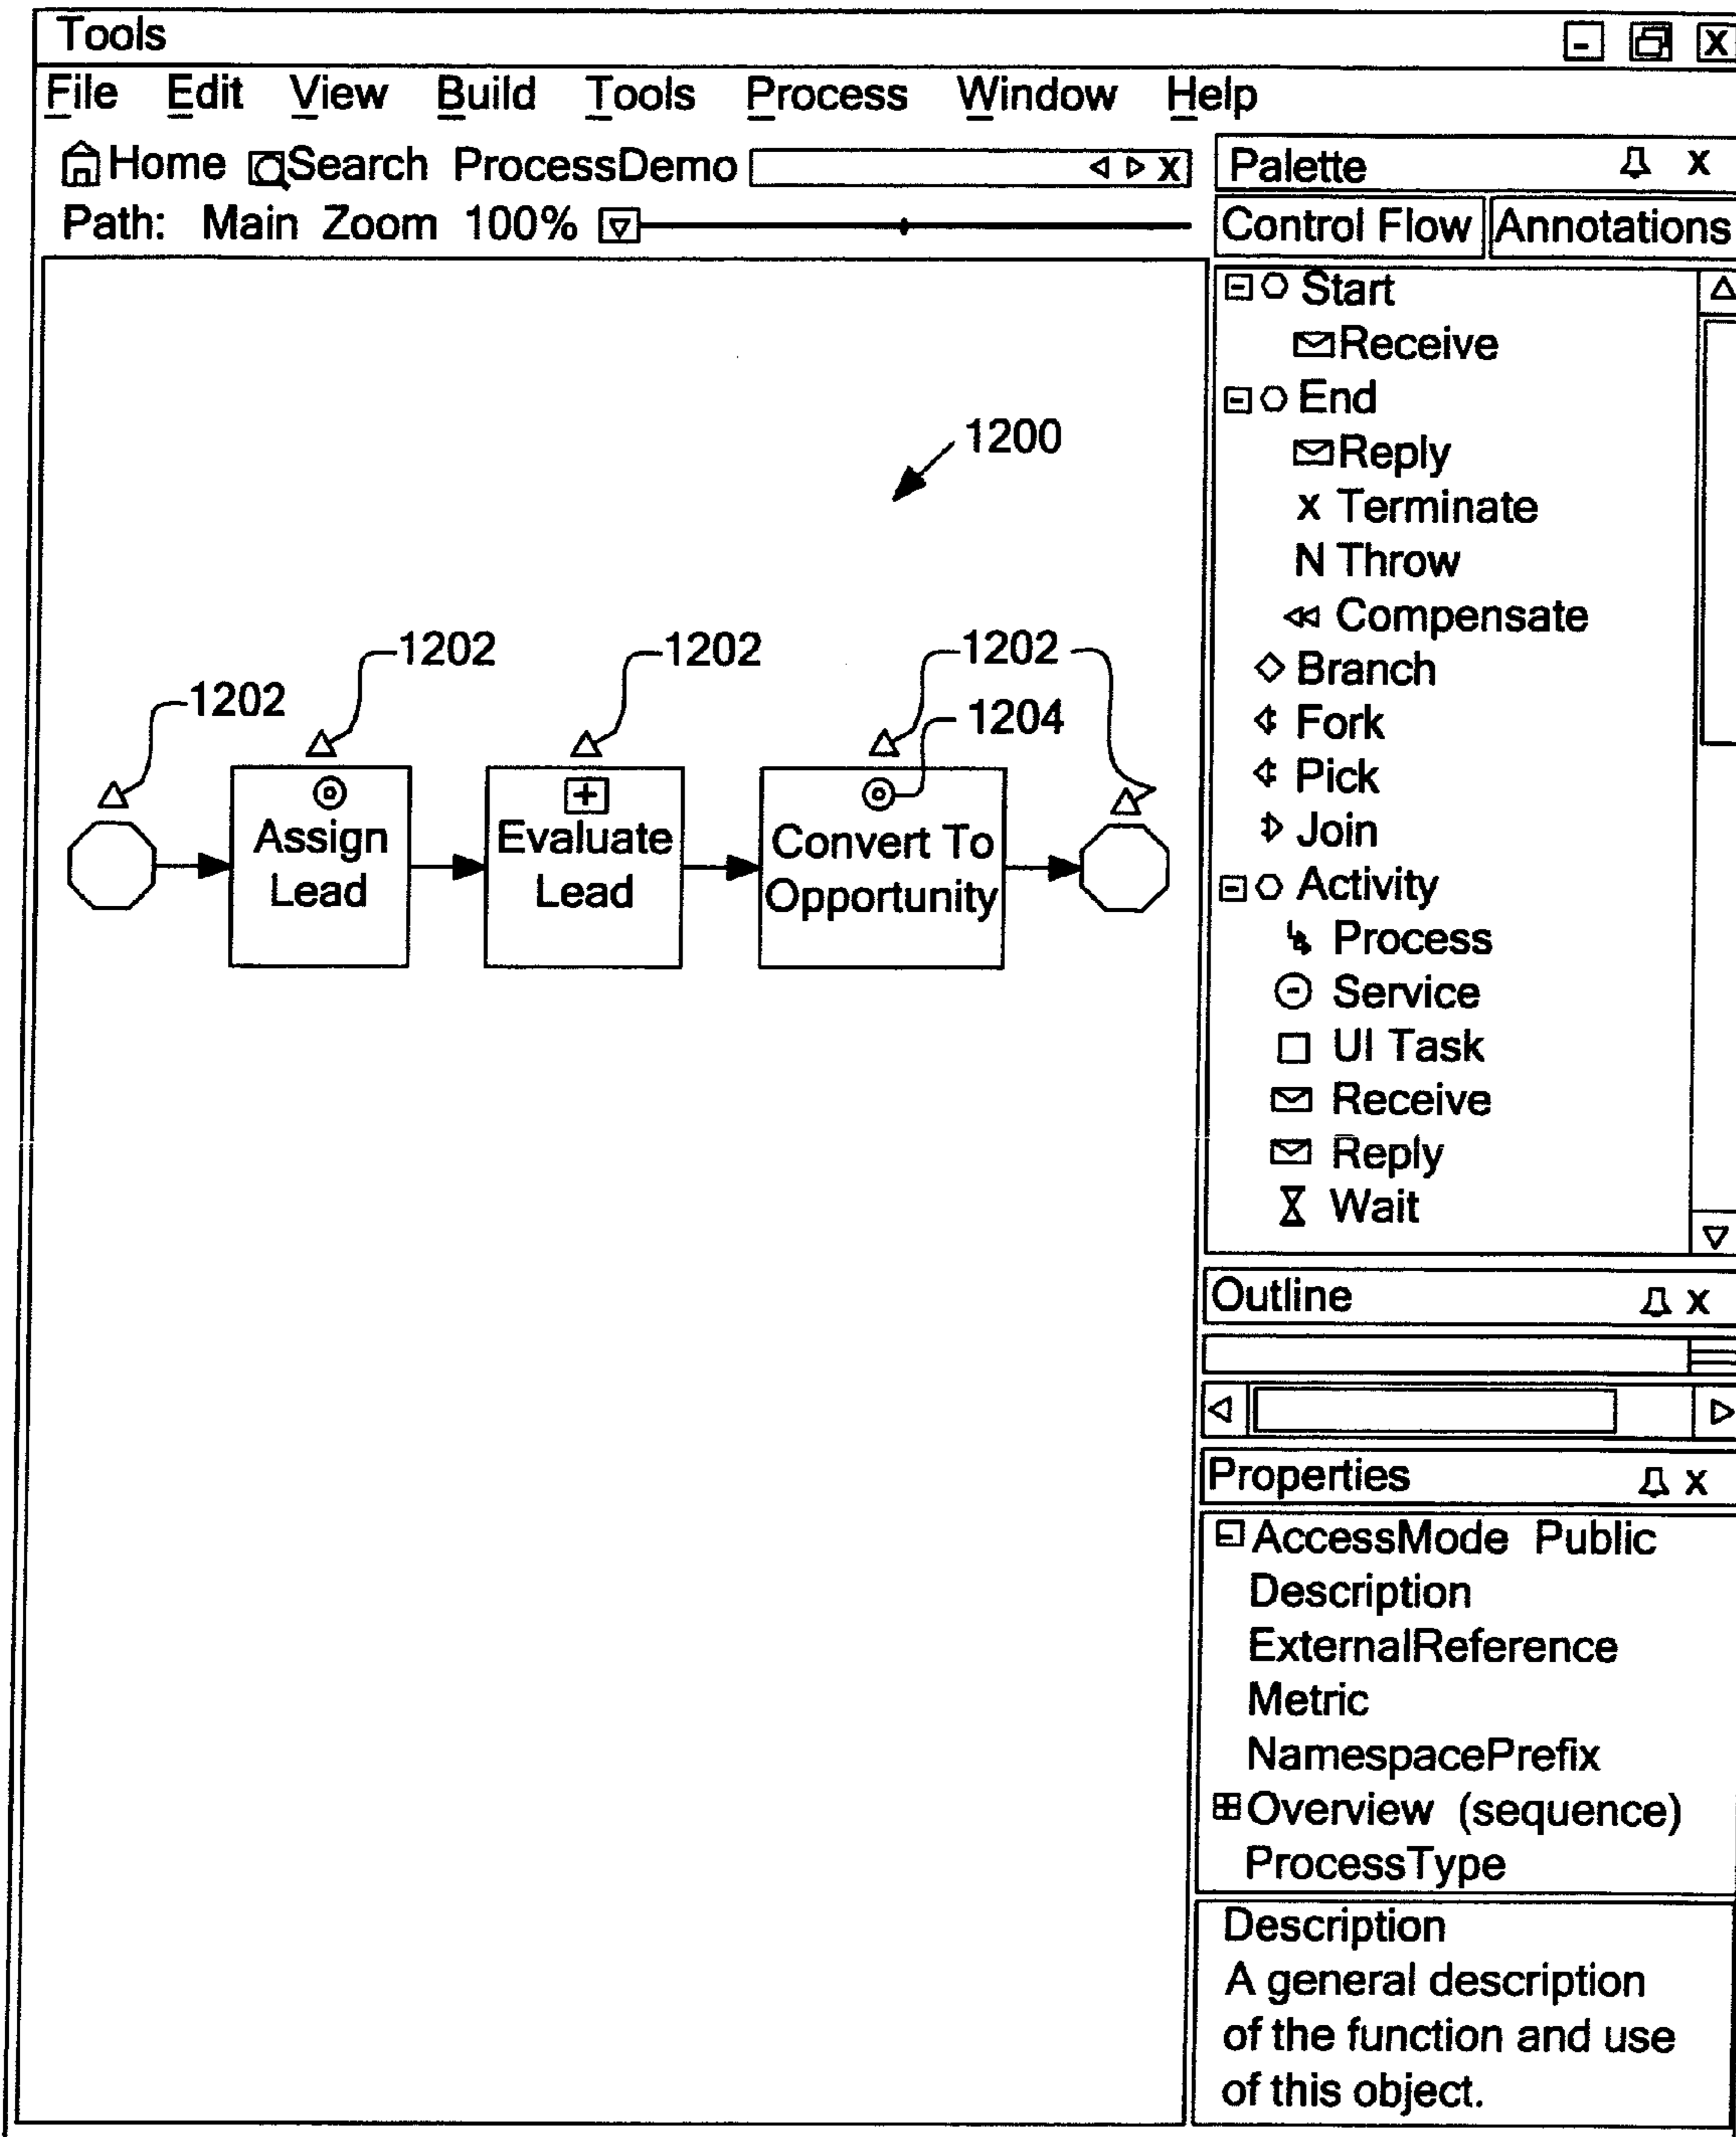 Tools
File Edit View Build Tools Process Window Help
Home Search ProcessDemo
Path: Main Zoom 100%
1200
1202
1202
1202
1202
1204
Assign
Lead
Evaluate
Lead
Convert To
Opportunity
Palette X
Control Flow Annotations
Start
Receive
End
Reply
X Terminate
N Throw
Compensate
Branch
Fork
Pick
Join
Activity
Process
Service
UI Task
Receive
Reply
Wait
Outline X
Properties X
AccessMode Public
Description
ExternalReference
Metric
NamespacePrefix
Overview (sequence)
ProcessType
Description
A general description
of the function and use
of this object.